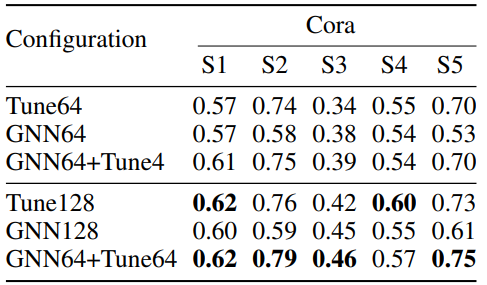 Configuration Cora
S1 S2 S3 S4 S5
Tune64 0.57 0.74 0.34 0.55 0.70
GNN64 0.57 0.58 0.38 0.54 0.53
GNN64+Tune4 0.61 0.75 0.39 0.54 0.70
Tune128 0.62 0.76 0.42 0.60 0.73
GNN128 0.60 0.59 0.45 0.55 0.61
GNN64+Tune64 0.62 0.79 0.46 0.57 0.75